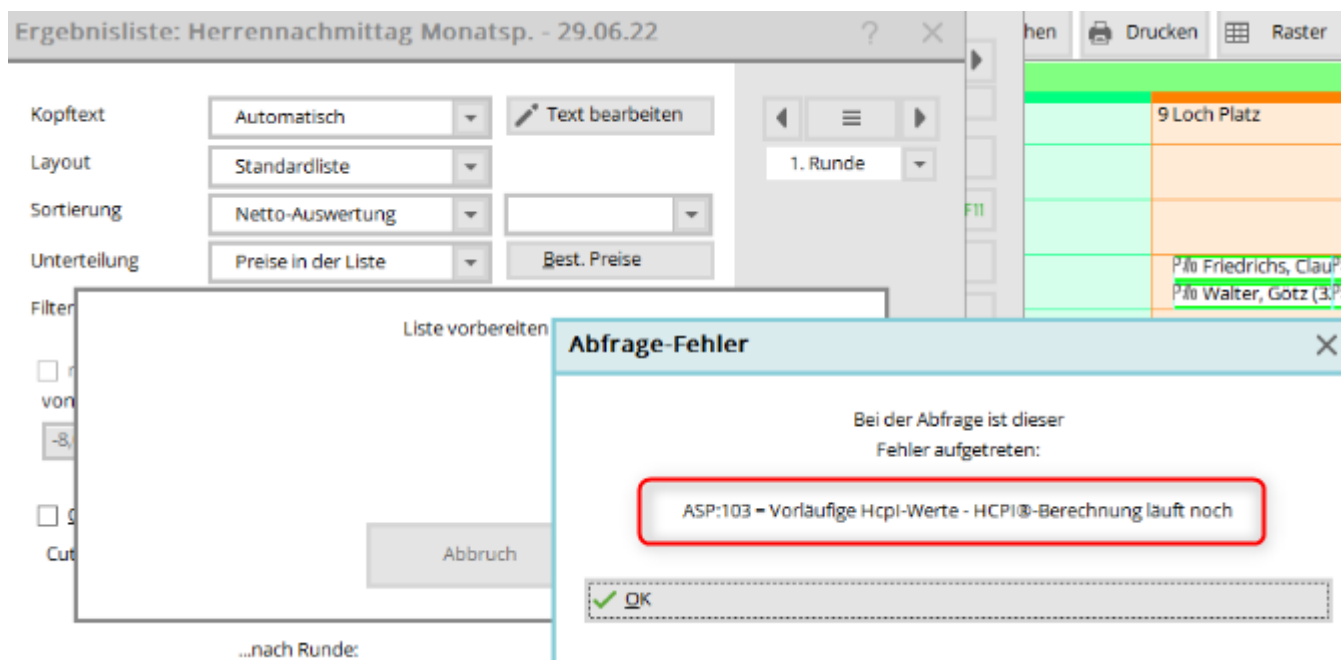 Ergebnisliste: Herrennachmittag Monatsp. - 29.06.22
?
hen Drucken Raster
Kopftext Automatisch Text bearbeiten
9 Loch Platz
Layout Standardliste 1. Runde
Sortierung Netto-Auswertung
F11
Unterteilung Preise in der Liste Best. Preise
Friedrichs, Clau
Walter, Götz (3.
Filter
Liste vorbereiten
Abfrage-Fehler
von
-8,
Bei der Abfrage ist dieser
Fehler aufgetreten:
ASP:103 = Vorläufige HcpI-Werte - HCPI®-Berechnung läuft noch
Cut
Abbruch
OK
...nach Runde: